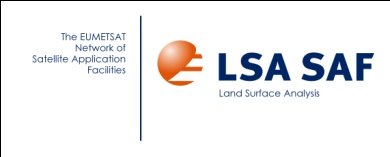 The EUMETSAT
Network of
Satellite Application
Facilities
LSA SAF
Land Surface Analysis